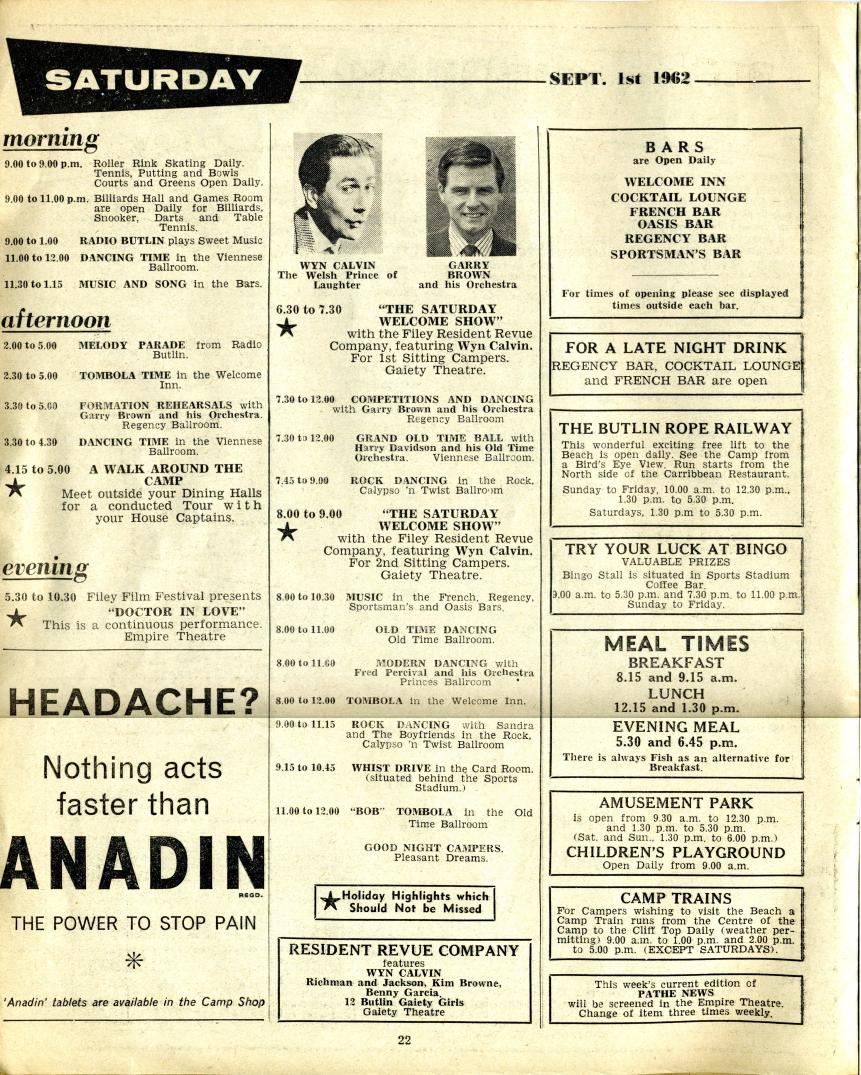 SATURDAY
SEPT. 1st 1962
morning
9.00 to 9.00 p.m. Roller Rink Skating Daily.
Tennis, Putting and Bowls
Courts and Greens Open Daily.
9.00 to 11.00 p.m. Billiards Hall and Games Room
are open Daily for Billiards,
Snooker, Darts and Table
Tennis.
9.00 to 1.00 RADIO BUTLIN plays Sweet Music
11.00 to 12.00 DANCING TIME in the Viennese
Ballroom.
11.30 to 1.15 MUSIC AND SONG in the Bars.
afternoon
2.00 to 5.00 MELODY PARADE from Radio
Butlin.
2.30 to 5.00 TOMBOLA TIME in the Welcome
Inn.
3.30 to 5.00 FORMATION REHEARSALS with
Garry Brown and his Orchestra.
Regency Ballroom.
3.30 to 4.30 DANCING TIME in the Viennese
Ballroom.
4.15 to 5.00 A WALK AROUND THE
CAMP
Meet outside your Dining Halls
for a conducted Tour with
your House Captains.
evening
5.30 to 10.30 Filey Film Festival presents
"DOCTOR IN LOVE"
This is a continuous performance.
Empire Theatre
HEADACHE?
Nothing acts
faster than
ANADIN
REGD.
THE POWER TO STOP PAIN
'Anadin' tablets are available in the Camp Shop
WYN CALVIN
The Welsh Prince of
Laughter
GARRY
BROWN
and his Orchestra
6.30 to 7.30 "THE SATURDAY
WELCOME SHOW"
with the Filey Resident Revue
Company, featuring Wyn Calvin.
For 1st Sitting Campers.
Gaiety Theatre.
7.30 to 12.00 COMPETITIONS AND DANCING
with Garry Brown and his Orchestra
Regency Ballroom
7.30 to 12.00 GRAND OLD TIME BALL with
Harry Davidson and his Old Time
Orchestra. Viennese Ballroom.
7.45 to 9.00 ROCK DANCING in the Rock,
Calypso 'n Twist Ballroom
8.00 to 9.00 "THE SATURDAY
WELCOME SHOW"
with the Filey Resident Revue
Company, featuring Wyn Calvin.
For 2nd Sitting Campers.
Gaiety Theatre.
8.00 to 10.30 MUSIC in the French, Regency,
Sportsman's and Oasis Bars.
8.00 to 11.00 OLD TIME DANCING
Old Time Ballroom.
8.00 to 11.00 MODERN DANCING with
Fred Percival and his Orchestra
Princes Ballroom
8.00 to 12.00 TOMBOLA in the Welcome Inn.
9.00 to 11.15 ROCK DANCING with Sandra
and The Boyfriends in the Rock,
Calypso 'n Twist Ballroom
9.15 to 10.45 WHIST DRIVE in the Card Room.
(situated behind the Sports
Stadium.)
11.00 to 12.00 "BOB" TOMBOLA in the Old
Time Ballroom
GOOD NIGHT CAMPERS.
Pleasant Dreams.
Holiday Highlights which
Should Not be Missed
RESIDENT REVUE COMPANY
features
WYN CALVIN
Richman and Jackson, Kim Browne,
Benny Garcia,
12 Butlin Gaiety Girls
Gaiety Theatre
BARS
are Open Daily
WELCOME INN
COCKTAIL LOUNGE
FRENCH BAR
OASIS BAR
REGENCY BAR
SPORTSMAN'S BAR
For times of opening please see displayed
times outside each bar.
FOR A LATE NIGHT DRINK
REGENCY BAR, COCKTAIL LOUNGE
and FRENCH BAR are open
THE BUTLIN ROPE RAILWAY
This wonderful exciting free lift to the
Beach is open daily. See the Camp from
a Bird's Eye View. Run starts from the
North side of the Carribbean Restaurant.
Sunday to Friday, 10.00 a.m. to 12.30 p.m.,
1.30 p.m. to 5.30 p.m.
Saturdays, 1.30 p.m to 5.30 p.m.
TRY YOUR LUCK AT BINGO
VALUABLE PRIZES
Bingo Stall is situated in Sports Stadium
Coffee Bar.
9.00 a.m. to 5.30 p.m. and 7.30 p.m. to 11.00 p.m.
Sunday to Friday.
MEAL TIMES
BREAKFAST
8.15 and 9.15 a.m.
LUNCH
12.15 and 1.30 p.m.
EVENING MEAL
5.30 and 6.45 p.m.
There is always Fish as an alternative for
Breakfast.
AMUSEMENT PARK
is open from 9.30 a.m. to 12.30 p.m.
and 1.30 p.m. to 5.30 p.m.
(Sat. and Sun., 1.30 p.m. to 6.00 p.m.)
CHILDREN'S PLAYGROUND
Open Daily from 9.00 a.m.
CAMP TRAINS
For Campers wishing to visit the Beach a
Camp Train runs from the Centre of the
Camp to the Cliff Top Daily (weather per-
mitting) 9.00 a.m. to 1.00 p.m. and 2.00 p.m.
to 5.00 p.m. (EXCEPT SATURDAYS).
This week's current edition of
PATHE NEWS
will be screened in the Empire Theatre.
Change of item three times weekly.
22